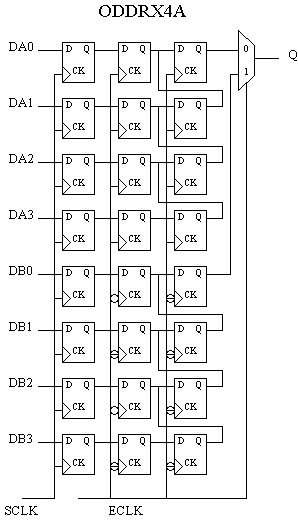 ODDRX4A
DA0 D Q D Q D Q 0 Q
CK CK CK 1
DA1 D Q D Q D Q
CK CK CK
DA2 D Q D Q D Q
CK CK CK
DA3 D Q D Q D Q
CK CK CK
DB0 D Q D Q D Q
CK CK CK
DB1 D Q D Q D Q
CK CK CK
DB2 D Q D Q D Q
CK CK CK
DB3 D Q D Q D Q
CK CK CK
SCLK ECLK